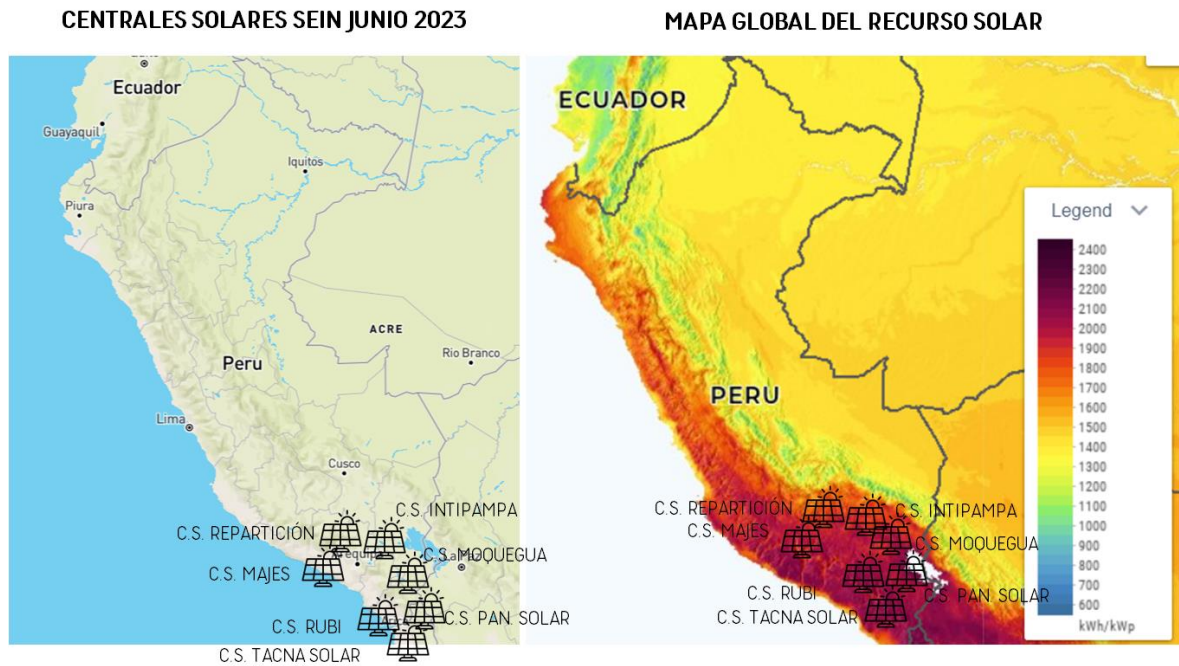 CENTRALES SOLARES SEIN JUNIO 2023
Ecuador
Guayaquil
Iquitos
Piura
ACRE
Rio Branco
Peru
Lima
Cusco
C.S. INTIPAMPA
C.S. REPARTICIÓN
C.S. MOQUEGUA
C.S. MAJES
C.S. PAN. SOLAR
C.S. RUBI
C.S. TACNA SOLAR
MAPA GLOBAL DEL RECURSO SOLAR
ECUADOR
PERU
C.S. REPARTICIÓN
C.S. INTIPAMPA
C.S. MAJES
C.S. MOQUEGUA
C.S. RUBI
C.S. PAN. SOLAR
C.S. TACNA SOLAR
Legend
2400
2300
2200
2100
2000
1900
1800
1700
1600
1500
1400
1300
1200
1100
1000
900
800
700
600
kWh/kWp